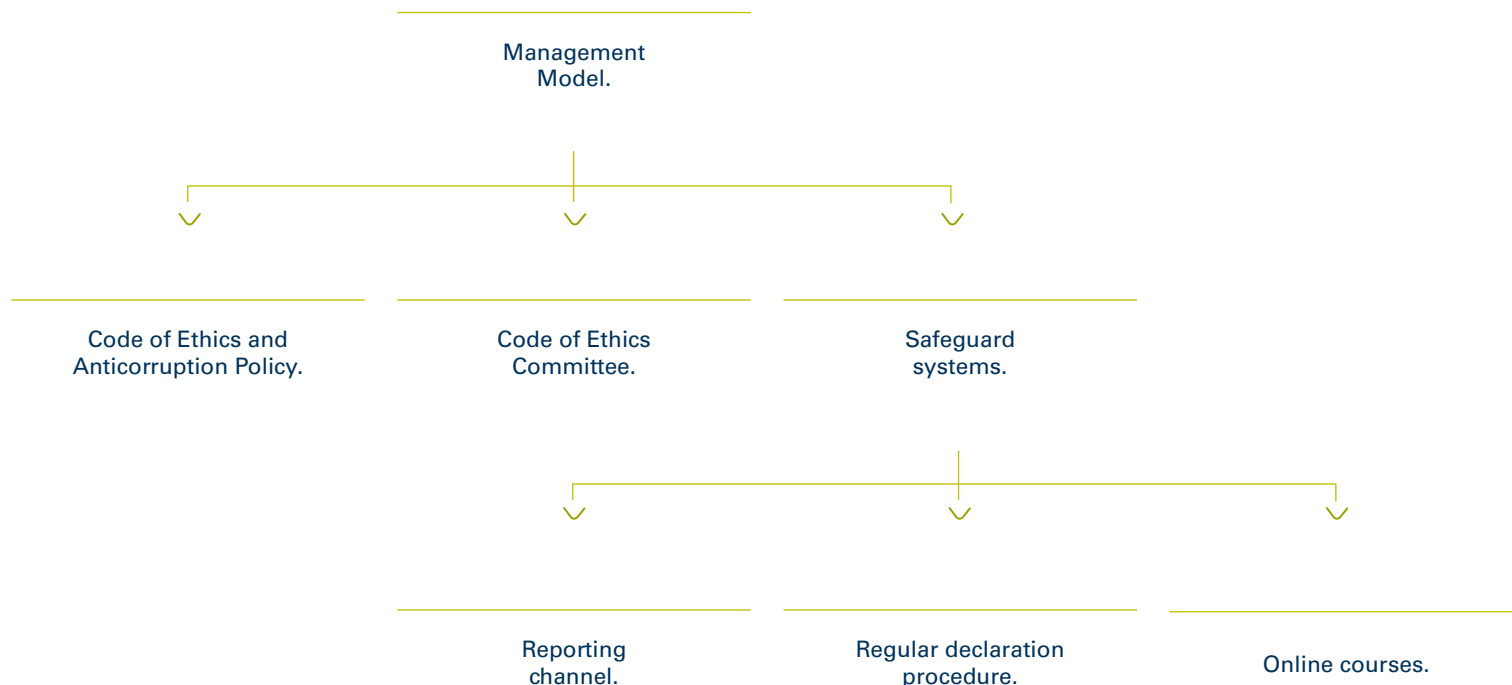 Management
Model.
Code of Ethics and
Anticorruption Policy.
Code of Ethics
Committee.
Safeguard
systems.
Reporting
channel.
Regular declaration
procedure.
Online courses.